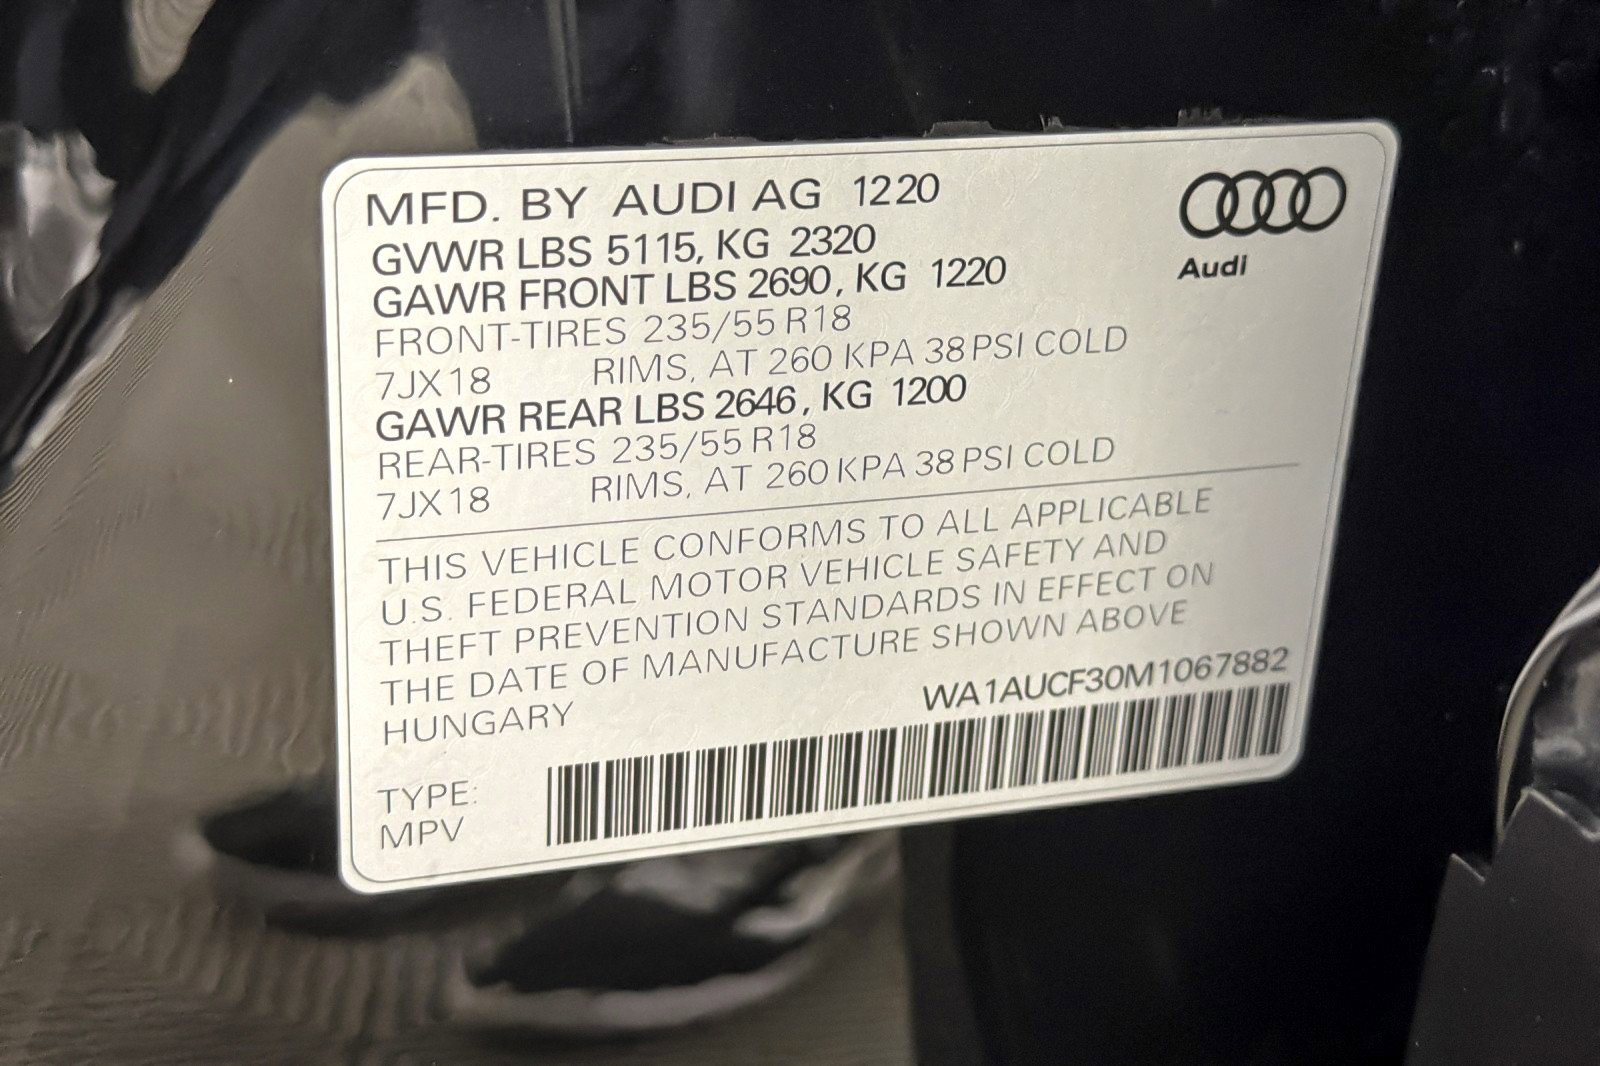 MFD. BY AUDI AG 1220
GVWR LBS 5115, KG 2320
GAWR FRONT LBS 2690, KG 1220
FRONT-TIRES 235/55 R18
7JX18 RIMS, AT 260 KPA 38 PSI COLD
GAWR REAR LBS 2646, KG 1200
REAR-TIRES 235/55 R18
7JX18 RIMS, AT 260 KPA 38 PSI COLD
Audi
THIS VEHICLE CONFORMS TO ALL APPLICABLE
U.S. FEDERAL MOTOR VEHICLE SAFETY AND
THEFT PREVENTION STANDARDS IN EFFECT ON
THE DATE OF MANUFACTURE SHOWN ABOVE
HUNGARY
WA1AUCF30M1067882
TYPE:
MPV